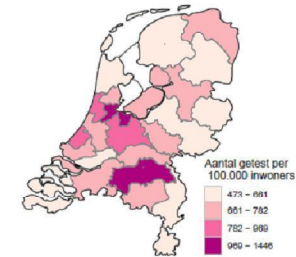 Aantal getest per
100.000 inwoners
473 – 661
661 – 782
782 – 969
969 – 1446